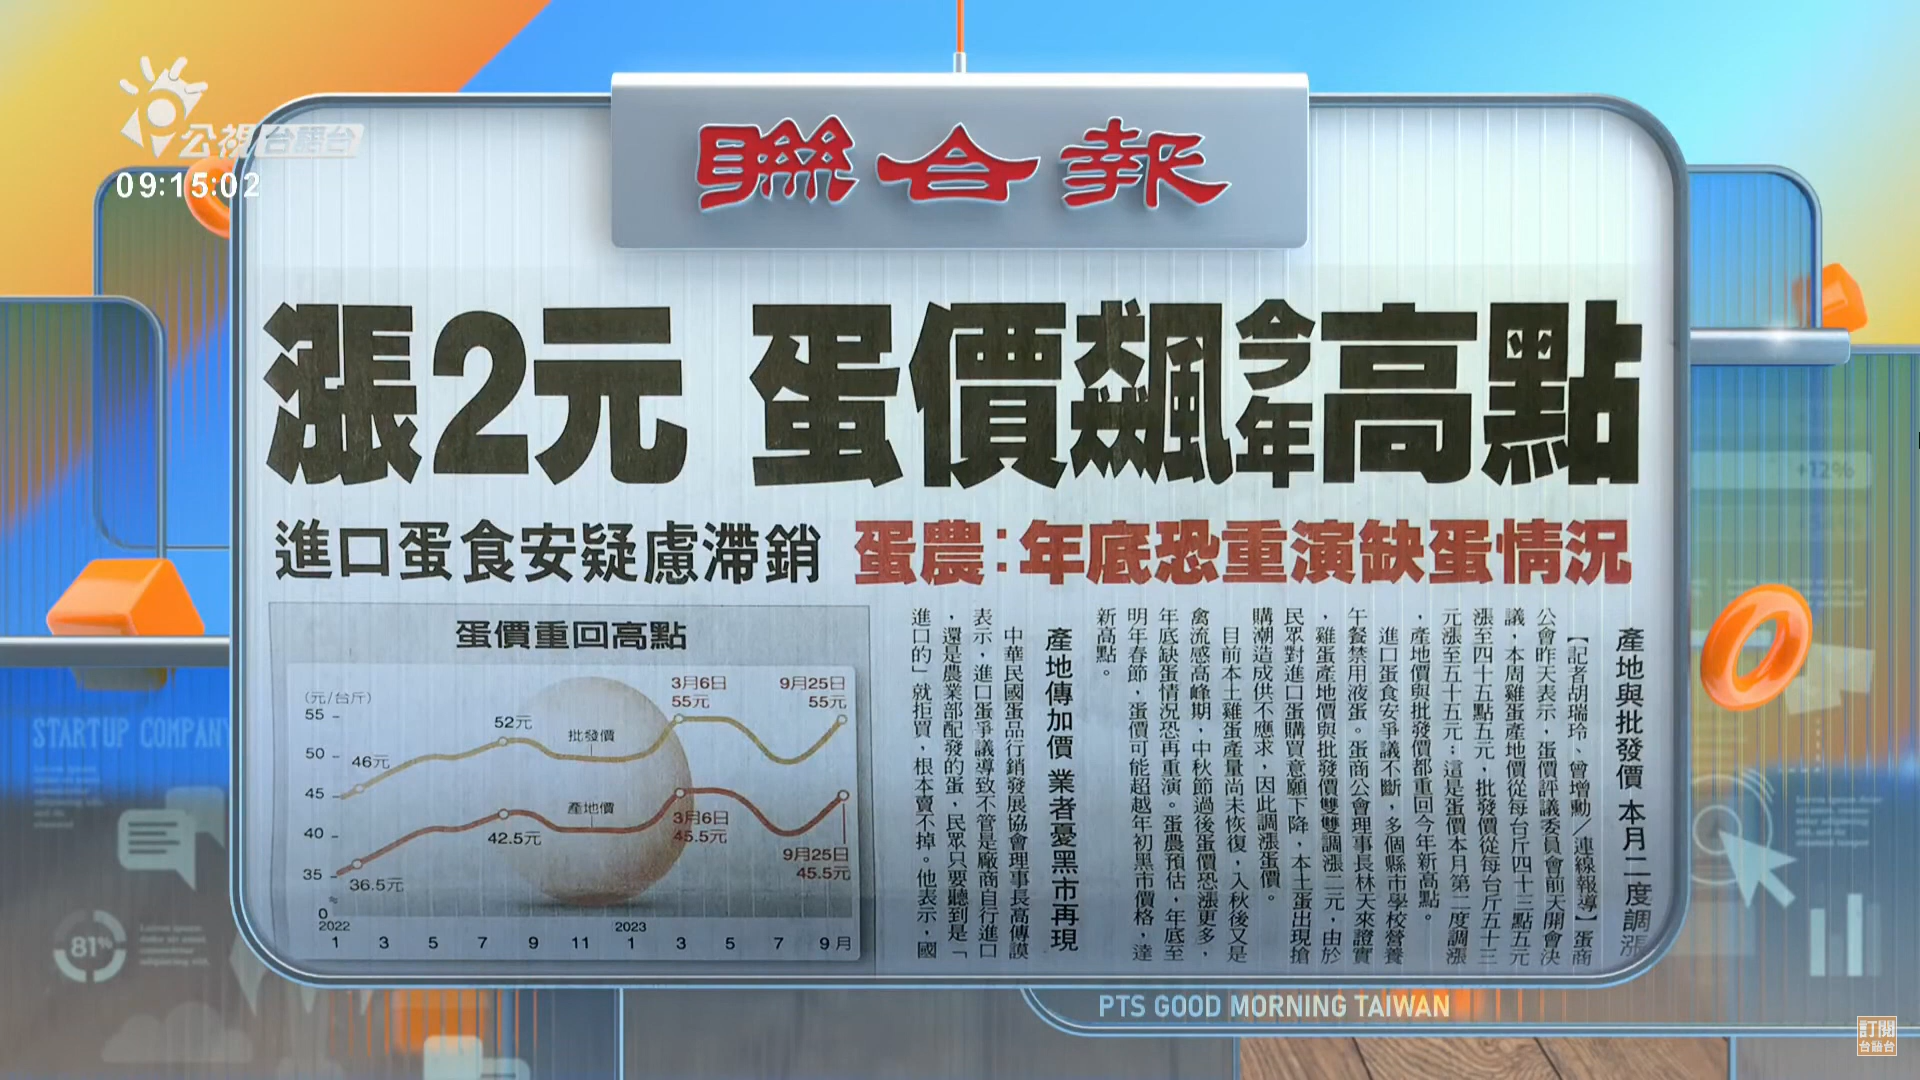 公視台語台
09:15:02
聯合報
漲2元 蛋價飆今年高點
進口蛋食安疑慮滯銷 蛋農:年底恐重演缺蛋情況
產地與批發價 本月二度調漲
【記者胡瑞玲、曾增勳／連線報導】蛋商
公會昨天表示，蛋價評議委員會前天開會決
議，本周雞蛋產地價從每台斤四十三點五元
漲至四十五點五元，批發價從每台斤五十三
元漲至五十五元；這是蛋價本月第二度調漲
，產地價與批發價都重回今年新高點。
進口蛋食安爭議不斷，多個縣市學校營養
午餐禁用液蛋。蛋商公會理事長林天來證實
，雞蛋產地價與批發價雙雙調漲二元，由於
民眾對進口蛋購買意願下降，本土蛋出現搶
購潮造成供不應求，因此調漲蛋價。
目前本土雞蛋產量尚未恢復，入秋後又是
禽流感高峰期，中秋節過後蛋價恐漲更多，
年底缺蛋情況恐再重演。蛋農預估，年底至
明年春節，蛋價可能超越年初黑市價格，達
新高點。
產地傳加價 業者憂黑市再現
中華民國蛋品行銷發展協會理事長高傳謨
表示，進口蛋爭議導致不管是廠商自行進口
，還是農業部配發的蛋，民眾只要聽到是「
進口的」就拒買，根本賣不掉。他表示，國
蛋價重回高點
(元/台斤)
55
50
45
40
35
0
46元
52元
批發價
3月6日
55元
9月25日
55元
36.5元
42.5元
產地價
3月6日
45.5元
9月25日
45.5元
2022
2023
1 3 5 7 9 11 1 3 5 7 9月
STARTUP COMPANY
81%
+12%
PTS GOOD MORNING TAIWAN
訂閱
台語台